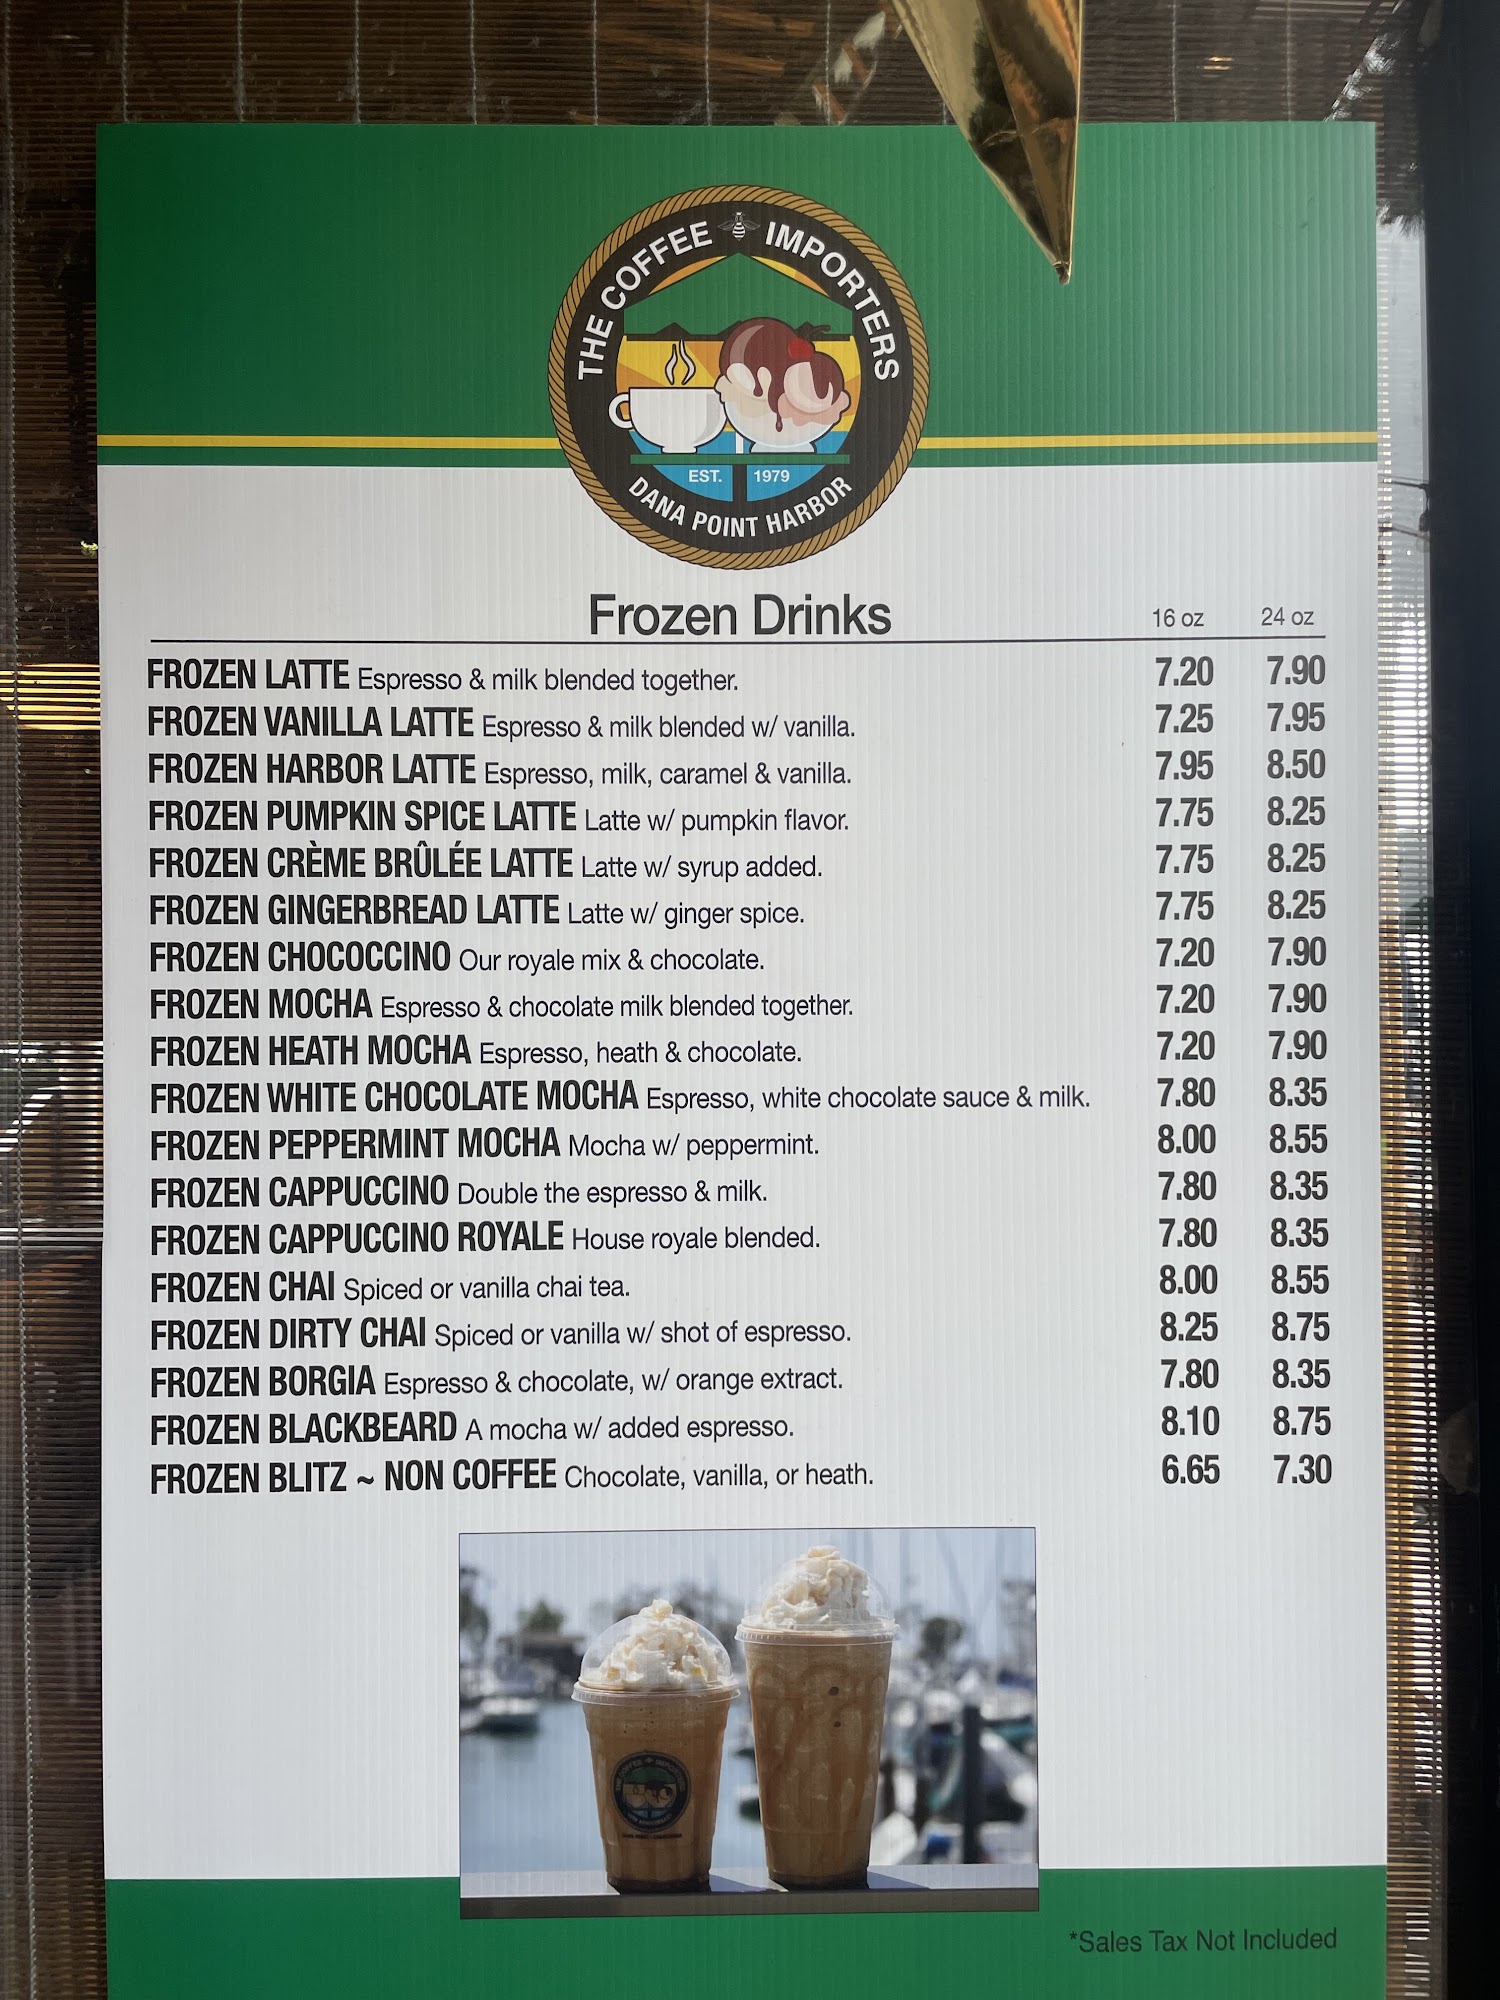 THE COFFEE IMPORTERS
EST. 1979
DANA POINT HARBOR
Frozen Drinks 16 oz 24 oz
FROZEN LATTE Espresso & milk blended together. 7.20 7.90
FROZEN VANILLA LATTE Espresso & milk blended w/ vanilla. 7.25 7.95
FROZEN HARBOR LATTE Espresso, milk, caramel & vanilla. 7.95 8.50
FROZEN PUMPKIN SPICE LATTE Latte w/ pumpkin flavor. 7.75 8.25
FROZEN CRÈME BRÛLÉE LATTE Latte w/ syrup added. 7.75 8.25
FROZEN GINGERBREAD LATTE Latte w/ ginger spice. 7.75 8.25
FROZEN CHOCOCCINO Our royale mix & chocolate. 7.20 7.90
FROZEN MOCHA Espresso & chocolate milk blended together. 7.20 7.90
FROZEN HEATH MOCHA Espresso, heath & chocolate. 7.20 7.90
FROZEN WHITE CHOCOLATE MOCHA Espresso, white chocolate sauce & milk. 7.80 8.35
FROZEN PEPPERMINT MOCHA Mocha w/ peppermint. 8.00 8.55
FROZEN CAPPUCCINO Double the espresso & milk. 7.80 8.35
FROZEN CAPPUCCINO ROYALE House royale blended. 7.80 8.35
FROZEN CHAI Spiced or vanilla chai tea. 8.00 8.55
FROZEN DIRTY CHAI Spiced or vanilla w/ shot of espresso. 8.25 8.75
FROZEN BORGIA Espresso & chocolate, w/ orange extract. 7.80 8.35
FROZEN BLACKBEARD A mocha w/ added espresso. 8.10 8.75
FROZEN BLITZ ~ NON COFFEE Chocolate, vanilla, or heath. 6.65 7.30
*Sales Tax Not Included